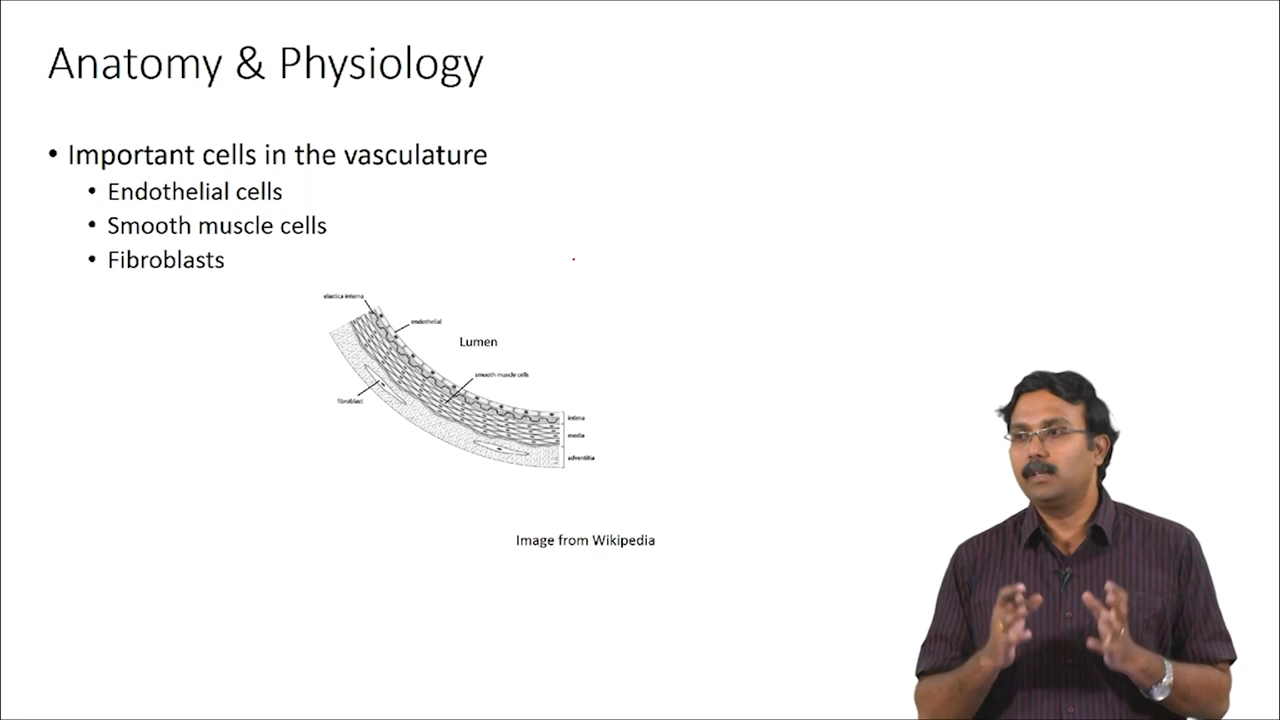 Anatomy & Physiology
• Important cells in the vasculature
• Endothelial cells
• Smooth muscle cells
• Fibroblasts
elastica interna
endothelial
Lumen
smooth muscle cells
fibroblast
intima
media
adventitia
Image from Wikipedia